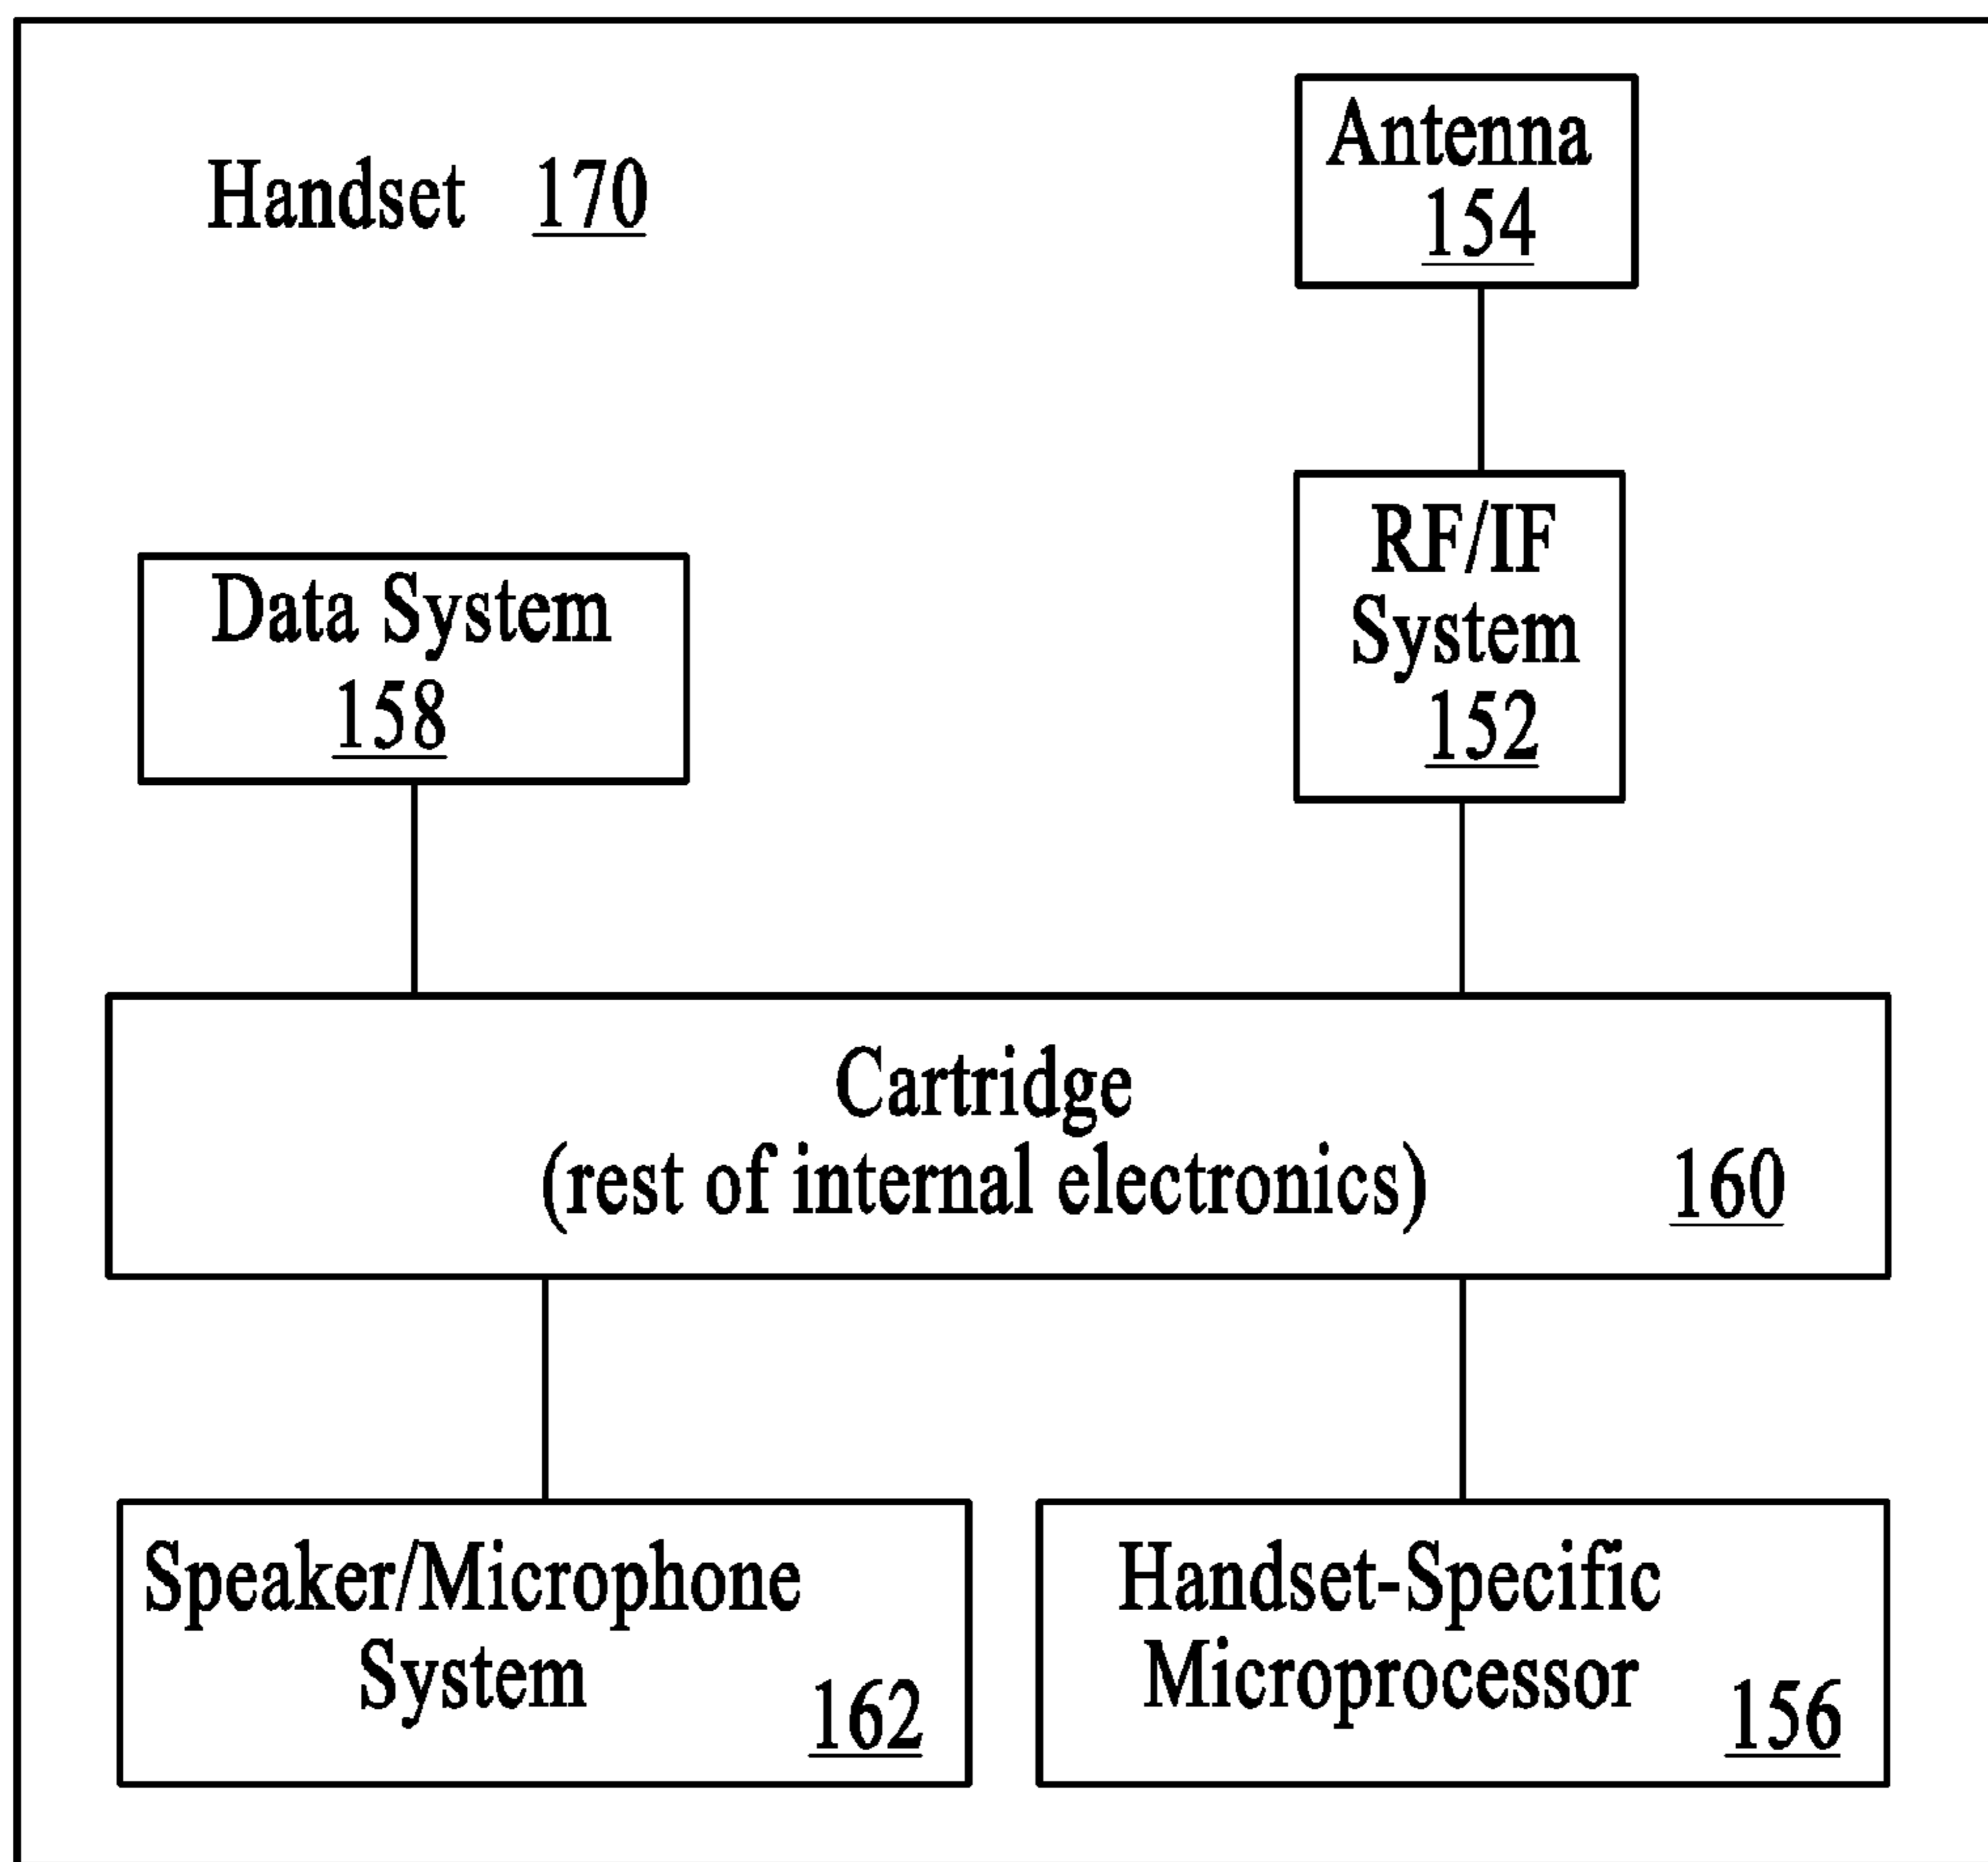 Handset 170
Antenna
154
RF/IF
System
152
Data System
158
Cartridge
(rest of internal electronics) 160
Speaker/Microphone
System
162
Handset-Specific
Microprocessor
156